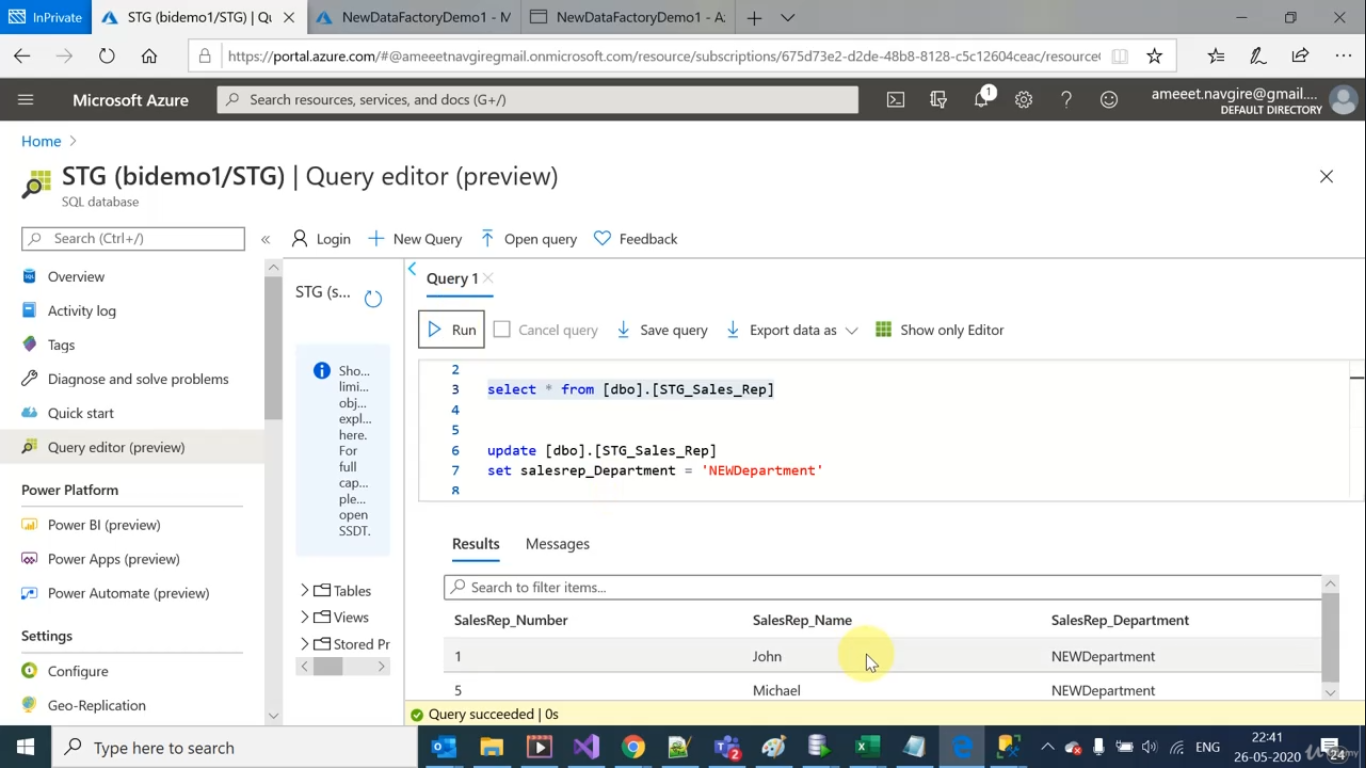 InPrivate
STG (bidemo1/STG) | Qu
NewDataFactoryDemo1 - M
NewDataFactoryDemo1 - A
https://portal.azure.com/#@ameeetnavgiregmail.onmicrosoft.com/resource/subscriptions/675d73e2-d2de-48b8-8128-c5c12604ceac/resource
Microsoft Azure
Search resources, services, and docs (G+/)
1
ameeet.navgire@gmail....
DEFAULT DIRECTORY
Home
STG (bidemo1/STG) | Query editor (preview)
SQL database
Search (Ctrl+/)
Login
New Query
Open query
Feedback
Overview
Activity log
Tags
Diagnose and solve problems
Quick start
Query editor (preview)
Power Platform
Power BI (preview)
Power Apps (preview)
Power Automate (preview)
Settings
Configure
Geo-Replication
STG (s...
Sho...
limi...
obj...
expl...
here.
For
full
cap...
ple...
open
SSDT.
Tables
Views
Stored Pr
Query 1
Run
Cancel query
Save query
Export data as
Show only Editor
2
3 select * from [dbo].[STG_Sales_Rep]
4
5
6 update [dbo].[STG_Sales_Rep]
7 set salesrep_Department = 'NEWDepartment'
8
Results
Messages
Search to filter items...
SalesRep_Number SalesRep_Name SalesRep_Department
1 John NEWDepartment
5 Michael NEWDepartment
Query succeeded | 0s
Type here to search
2
ENG
22:41
26-05-2020
24